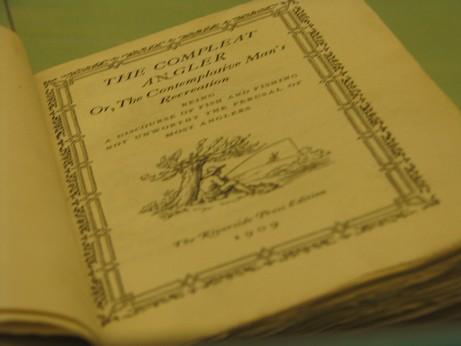 THE COMPLEAT
ANGLER
Or, The Contemplative Man's
Recreation
BEING
A DISCOURSE OF FISH AND FISHING
NOT UNWORTHY THE PERUSAL OF
MOST ANGLERS
The Riverside Press Edition
1909